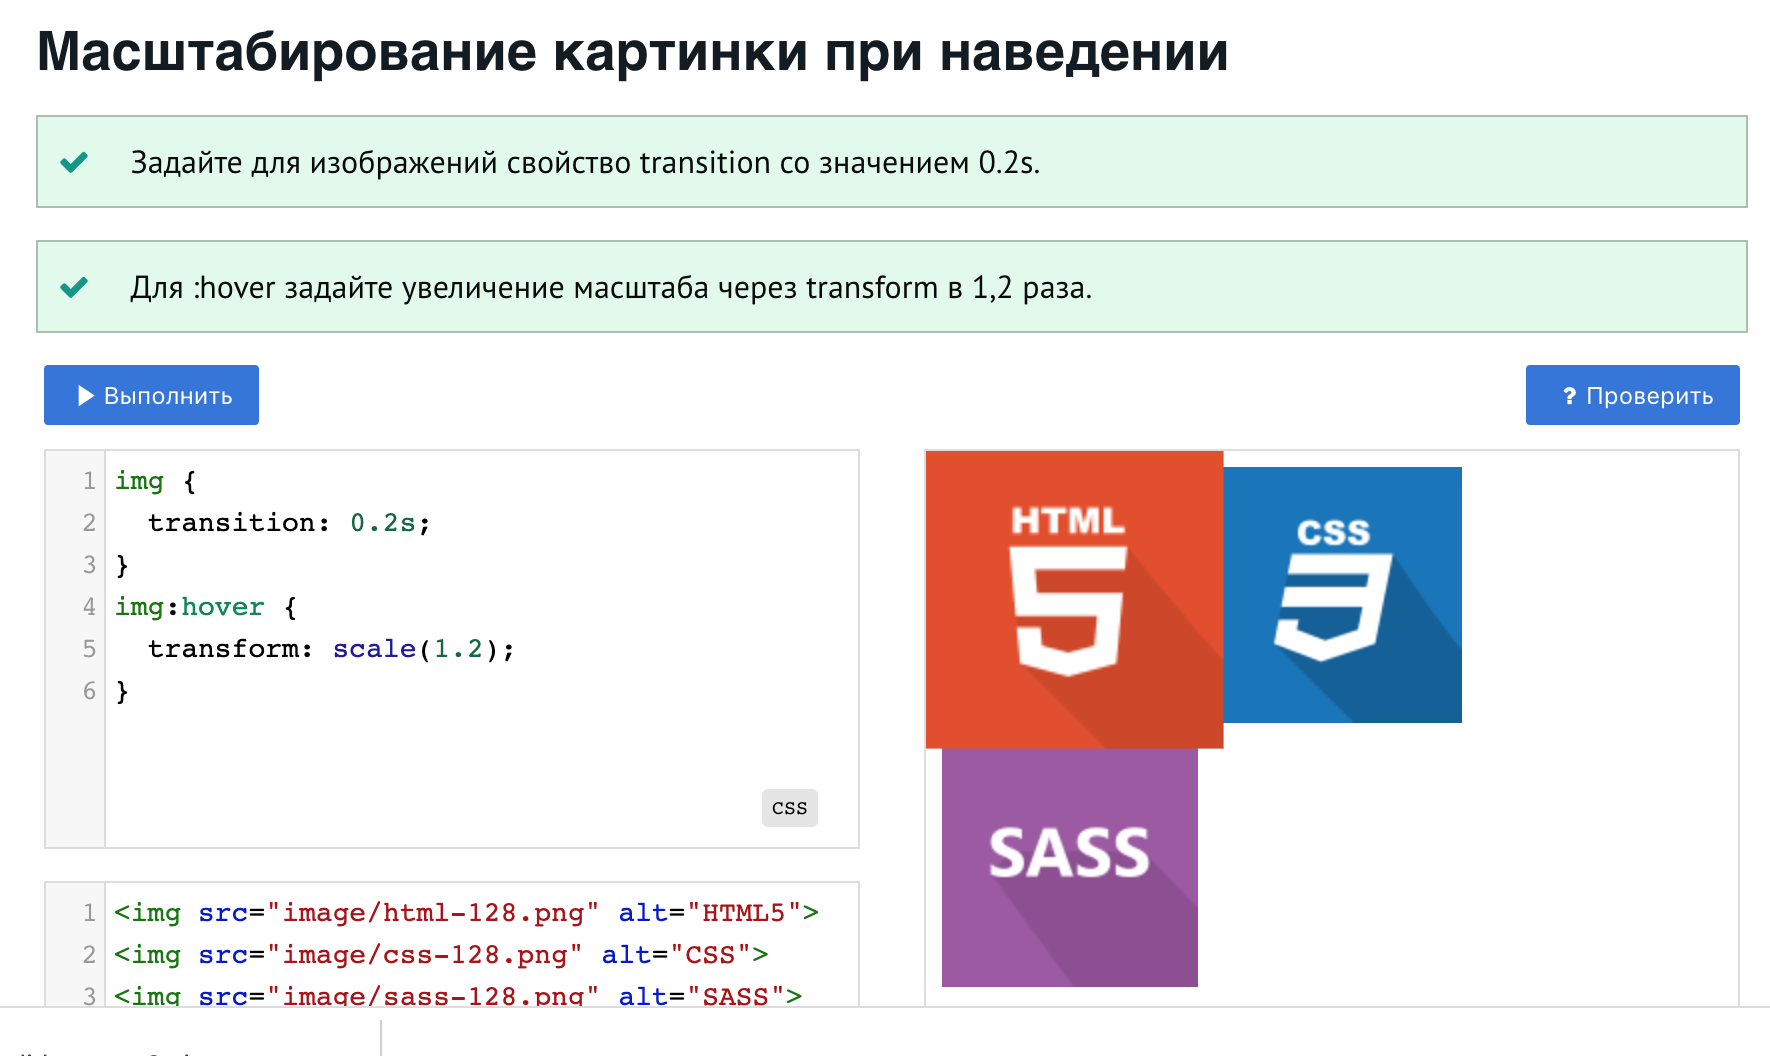 Масштабирование картинки при наведении
Задайте для изображений свойство transition со значением 0.2s.
Для :hover задайте увеличение масштаба через transform в 1,2 раза.
Выполнить
? Проверить
1 img {
2 transition: 0.2s;
3 }
4 img:hover {
5 transform: scale(1.2);
6 }
css
1 <img src="image/html-128.png" alt="HTML5">
2 <img src="image/css-128.png" alt="CSS">
3 <img src="image/sass-128.png" alt="SASS">
HTML
5
CSS
3
SASS